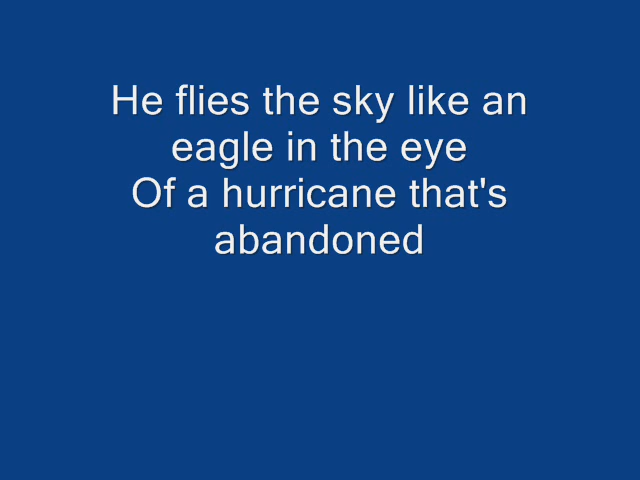 He flies the sky like an
eagle in the eye
Of a hurricane that's
abandoned